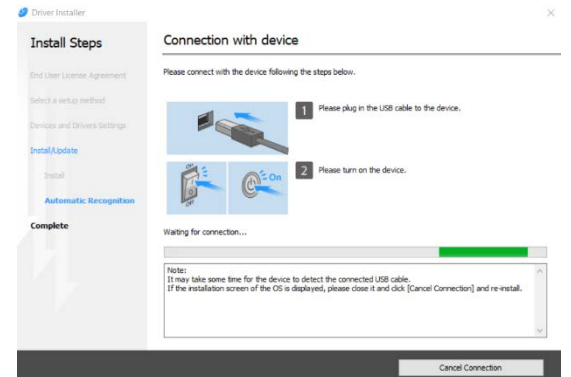 Driver Installer
Install Steps
Connection with device
End User License Agreement
Select a setup method
Devices and Drivers Settings
Install/Update
Install
Automatic Recognition
Complete
Please connect with the device following the steps below.
1 Please plug in the USB cable to the device.
2 Please turn on the device.
On
Waiting for connection...
Note:
It may take some time for the device to detect the connected USB cable.
If the installation screen of the OS is displayed, please close it and click [Cancel Connection] and re-install.
Cancel Connection